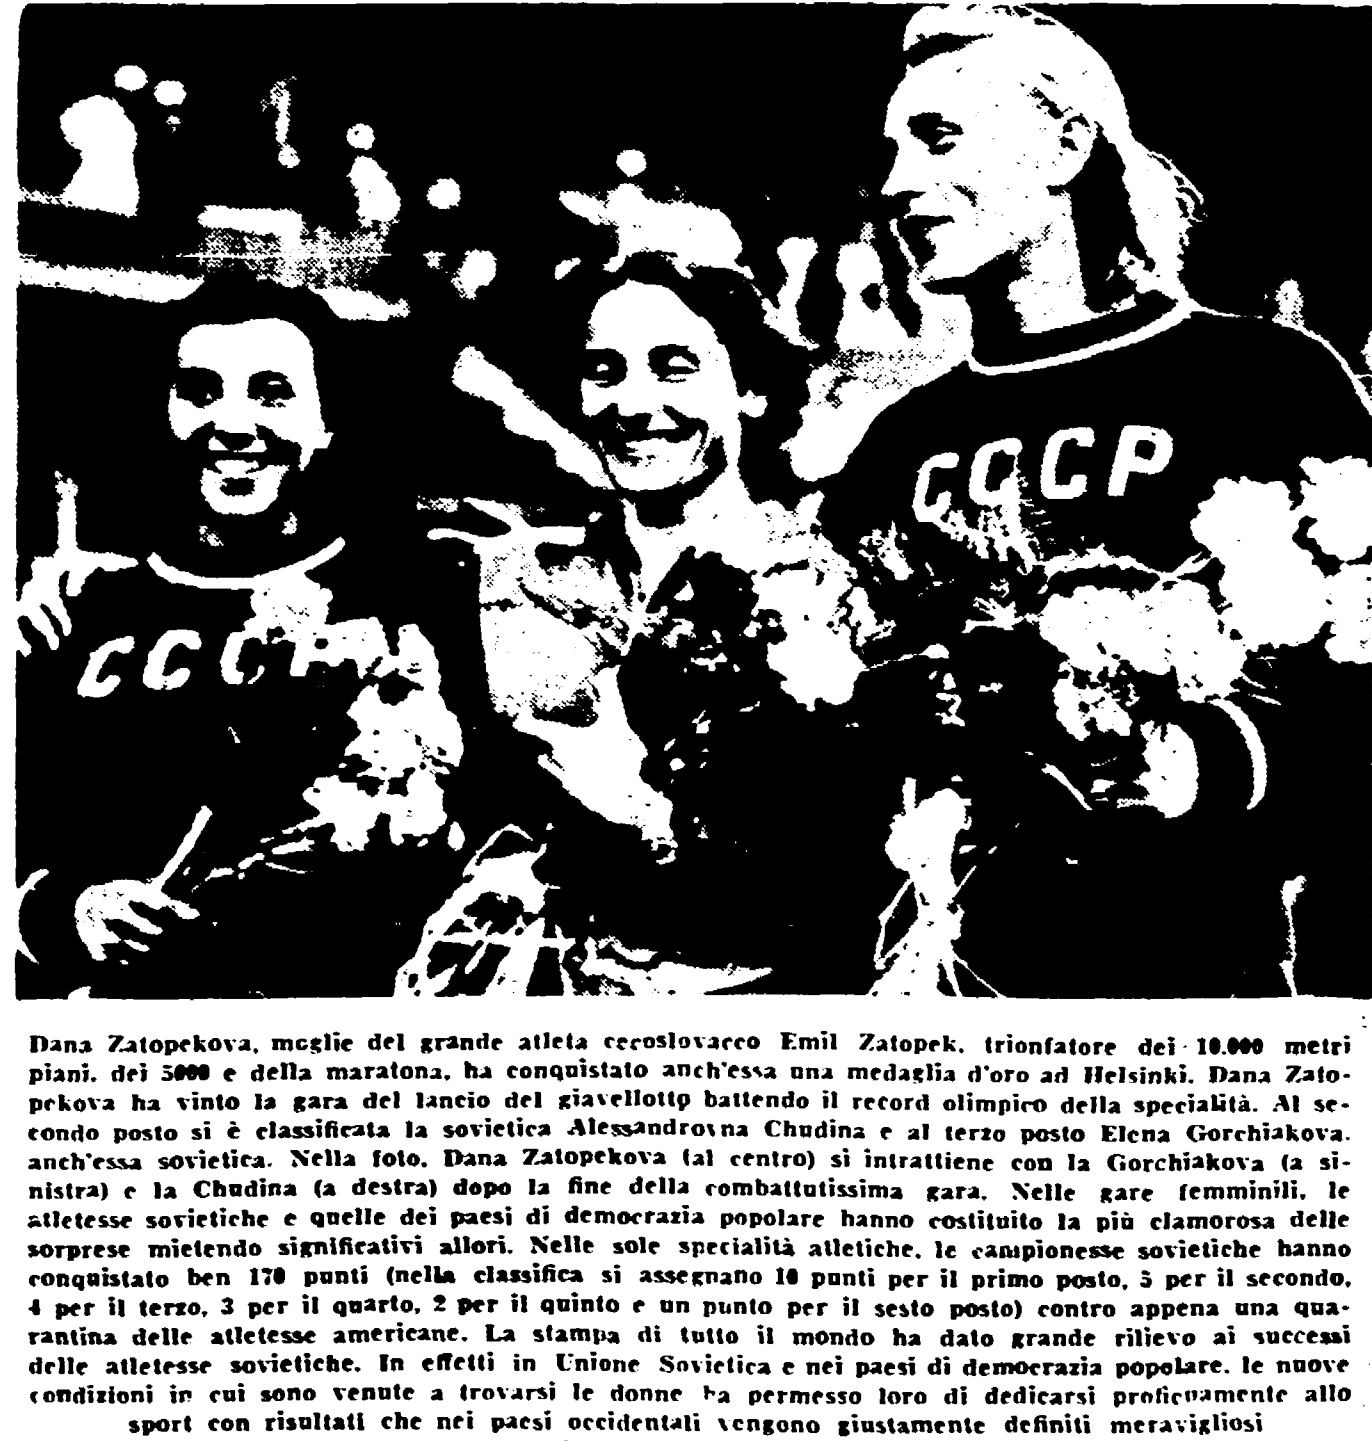 CCCP
CCCP
Dana Zatopekova, moglie del grande atleta cecoslovacco Emil Zatopek, trionfatore dei 10.000 metri
piani, dei 5000 e della maratona, ha conquistato anch'essa una medaglia d'oro ad Helsinki. Dana Zato-
pekova ha vinto la gara del lancio del giavellotto battendo il record olimpico della specialità. Al se-
condo posto si è classificata la sovietica Alessandrovna Chudina e al terzo posto Elena Gorchiakova,
anch'essa sovietica. Nella foto, Dana Zatopekova (al centro) si intrattiene con la Gorchiakova (a si-
nistra) e la Chudina (a destra) dopo la fine della combattutissima gara. Nelle gare femminili, le
atletesse sovietiche e quelle dei paesi di democrazia popolare hanno costituito la più clamorosa delle
sorprese mietendo significativi allori. Nelle sole specialità atletiche, le campionesse sovietiche hanno
conquistato ben 170 punti (nella classifica si assegnano 10 punti per il primo posto, 5 per il secondo,
4 per il terzo, 3 per il quarto, 2 per il quinto e un punto per il sesto posto) contro appena una qua-
rantina delle atletesse americane. La stampa di tutto il mondo ha dato grande rilievo ai successi
delle atletesse sovietiche. In effetti in Unione Sovietica e nei paesi di democrazia popolare, le nuove
condizioni in cui sono venute a trovarsi le donne ha permesso loro di dedicarsi proficuamente allo
sport con risultati che nei paesi occidentali vengono giustamente definiti meravigliosi